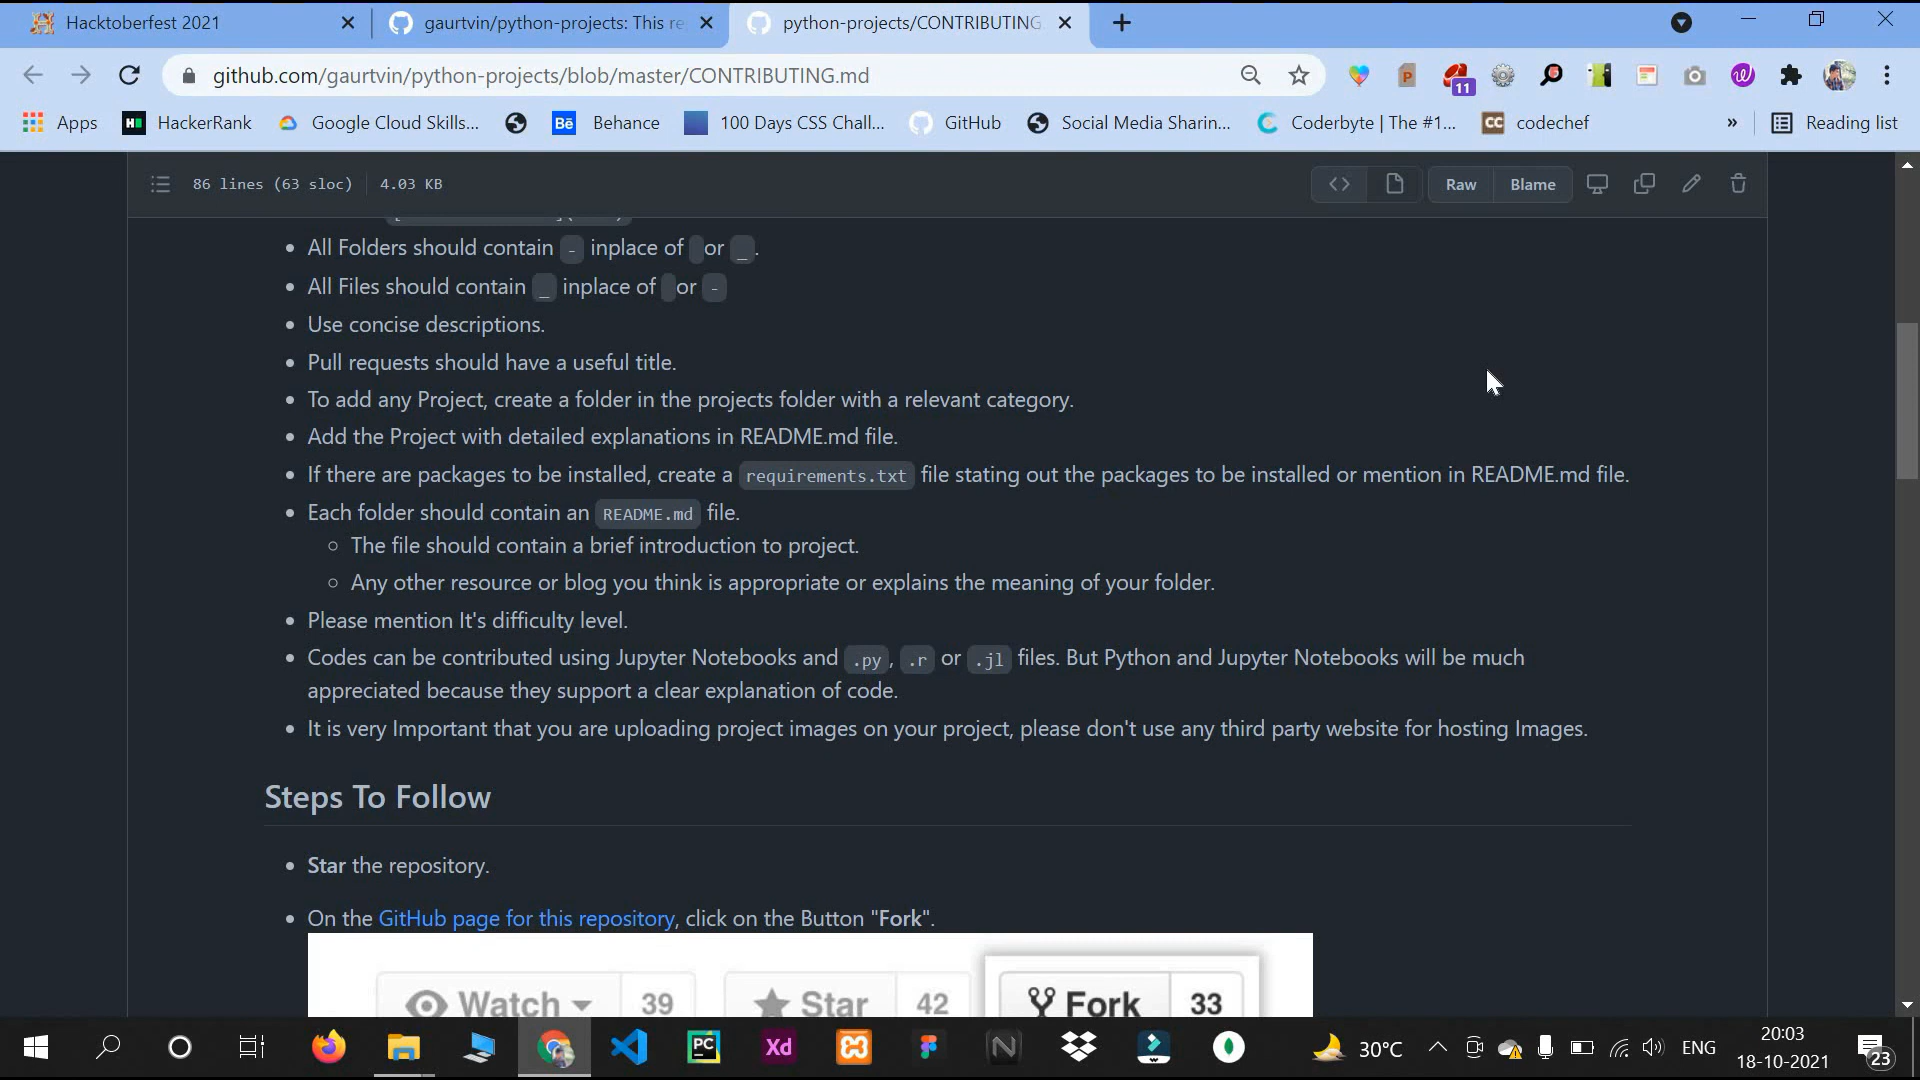 Hacktoberfest 2021
gaurtvin/python-projects: This re
python-projects/CONTRIBUTING
github.com/gaurtvin/python-projects/blob/master/CONTRIBUTING.md
11
Apps
HackerRank
Google Cloud Skills...
Bē
Behance
100 Days CSS Chall...
GitHub
Social Media Sharin...
Coderbyte | The #1...
CC
codechef
»
Reading list
86 lines (63 sloc)
4.03 KB
<>
Raw
Blame
All Folders should contain - inplace of or _.
All Files should contain _ inplace of or -
Use concise descriptions.
Pull requests should have a useful title.
To add any Project, create a folder in the projects folder with a relevant category.
Add the Project with detailed explanations in README.md file.
If there are packages to be installed, create a requirements.txt file stating out the packages to be installed or mention in README.md file.
Each folder should contain an README.md file.
The file should contain a brief introduction to project.
Any other resource or blog you think is appropriate or explains the meaning of your folder.
Please mention It's difficulty level.
Codes can be contributed using Jupyter Notebooks and .py, .r or .jl files. But Python and Jupyter Notebooks will be much
appreciated because they support a clear explanation of code.
It is very Important that you are uploading project images on your project, please don't use any third party website for hosting Images.
Steps To Follow
Star the repository.
On the GitHub page for this repository, click on the Button "Fork".
Watch 39
Star 42
Fork 33
PC
Xd
30°C
ENG
20:03
18-10-2021
23